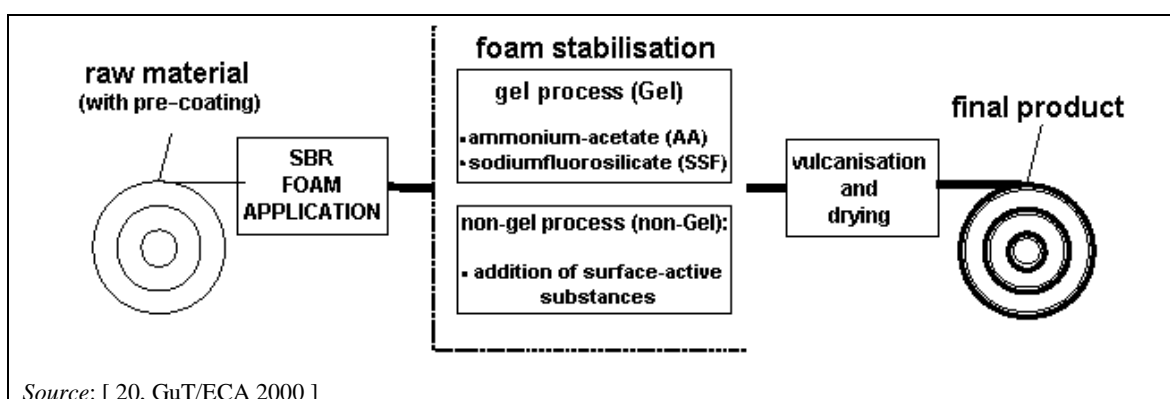 raw material
(with pre-coating)
SBR
FOAM
APPLICATION
foam stabilisation
gel process (Gel)
▪ ammonium-acetate (AA)
▪ sodiumfluorosilicate (SSF)
non-gel process (non-Gel):
▪ addition of surface-active
substances
vulcanisation
and
drying
final product
Source: [ 20, GuT/ECA 2000 ]